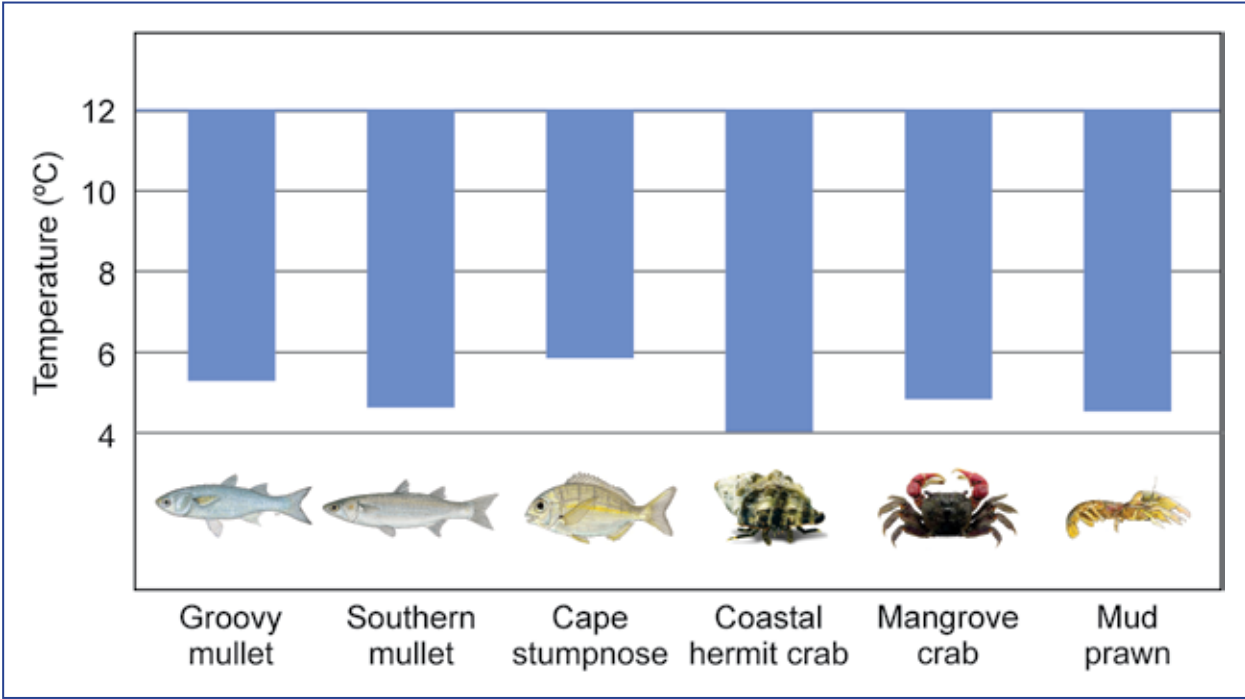 Temperature (ºC)
12
10
8
6
4
Groovy
mullet
Southern
mullet
Cape
stumpnose
Coastal
hermit crab
Mangrove
crab
Mud
prawn